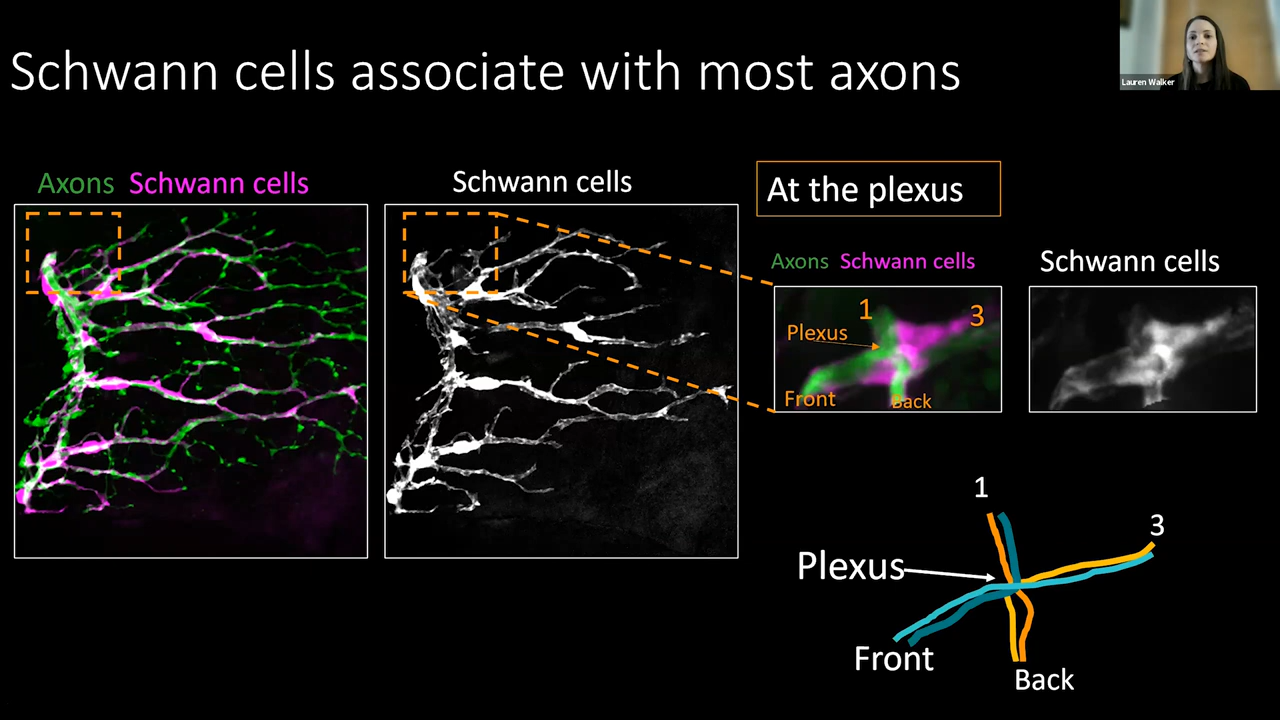 Schwann cells associate with most axons
Lauren Walker
Axons Schwann cells
Schwann cells
At the plexus
Axons Schwann cells
Schwann cells
1
3
Plexus
Front
Back
1
3
Plexus
Front
Back